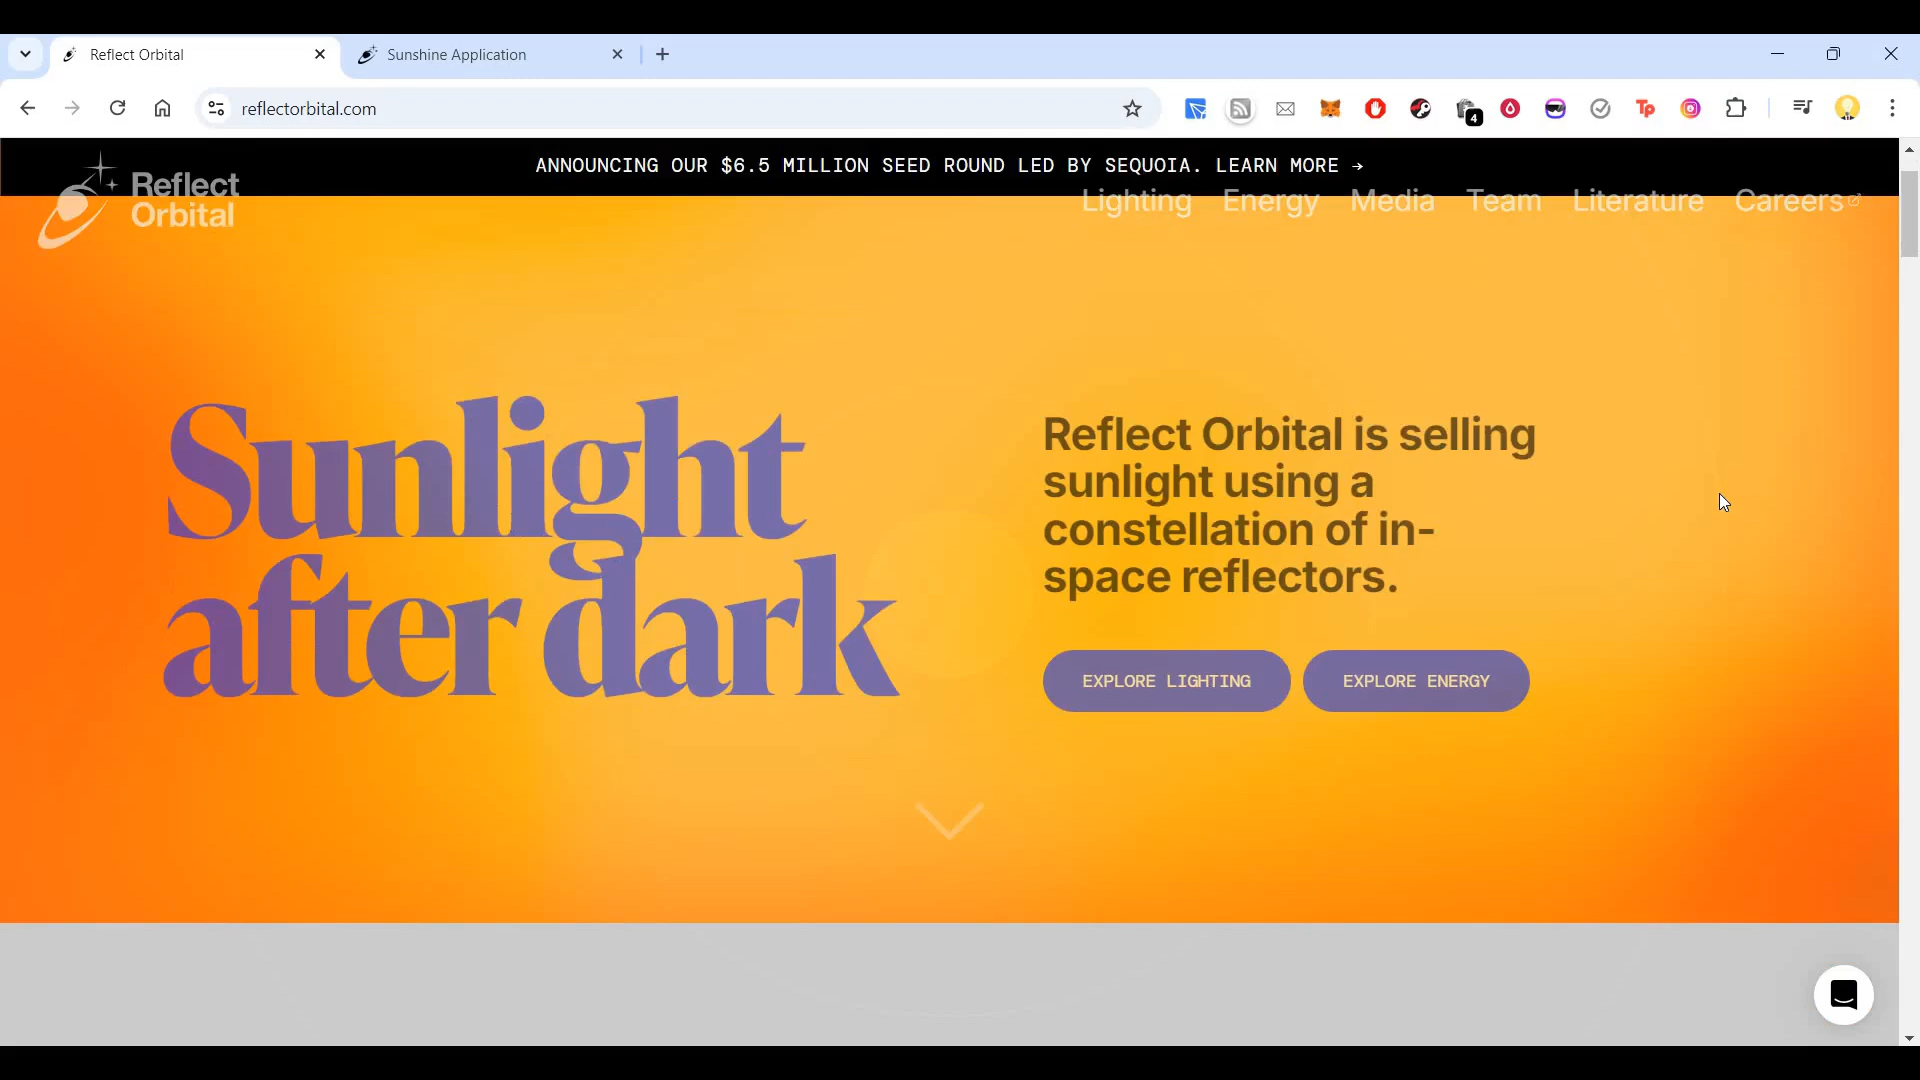 Reflect Orbital
Sunshine Application
reflectorbital.com
4
TP
ANNOUNCING OUR $6.5 MILLION SEED ROUND LED BY SEQUOIA. LEARN MORE →
Reflect
Orbital
Lighting Energy Media Team Literature Careers
Sunlight
after dark
Reflect Orbital is selling
sunlight using a
constellation of in-
space reflectors.
EXPLORE LIGHTING
EXPLORE ENERGY